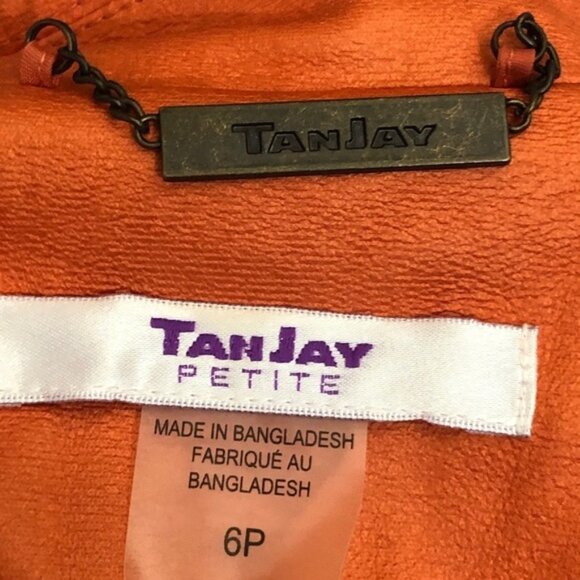 TANJAY
TANJAY
PETITE
MADE IN BANGLADESH
FABRIQUÉ AU
BANGLADESH
6P